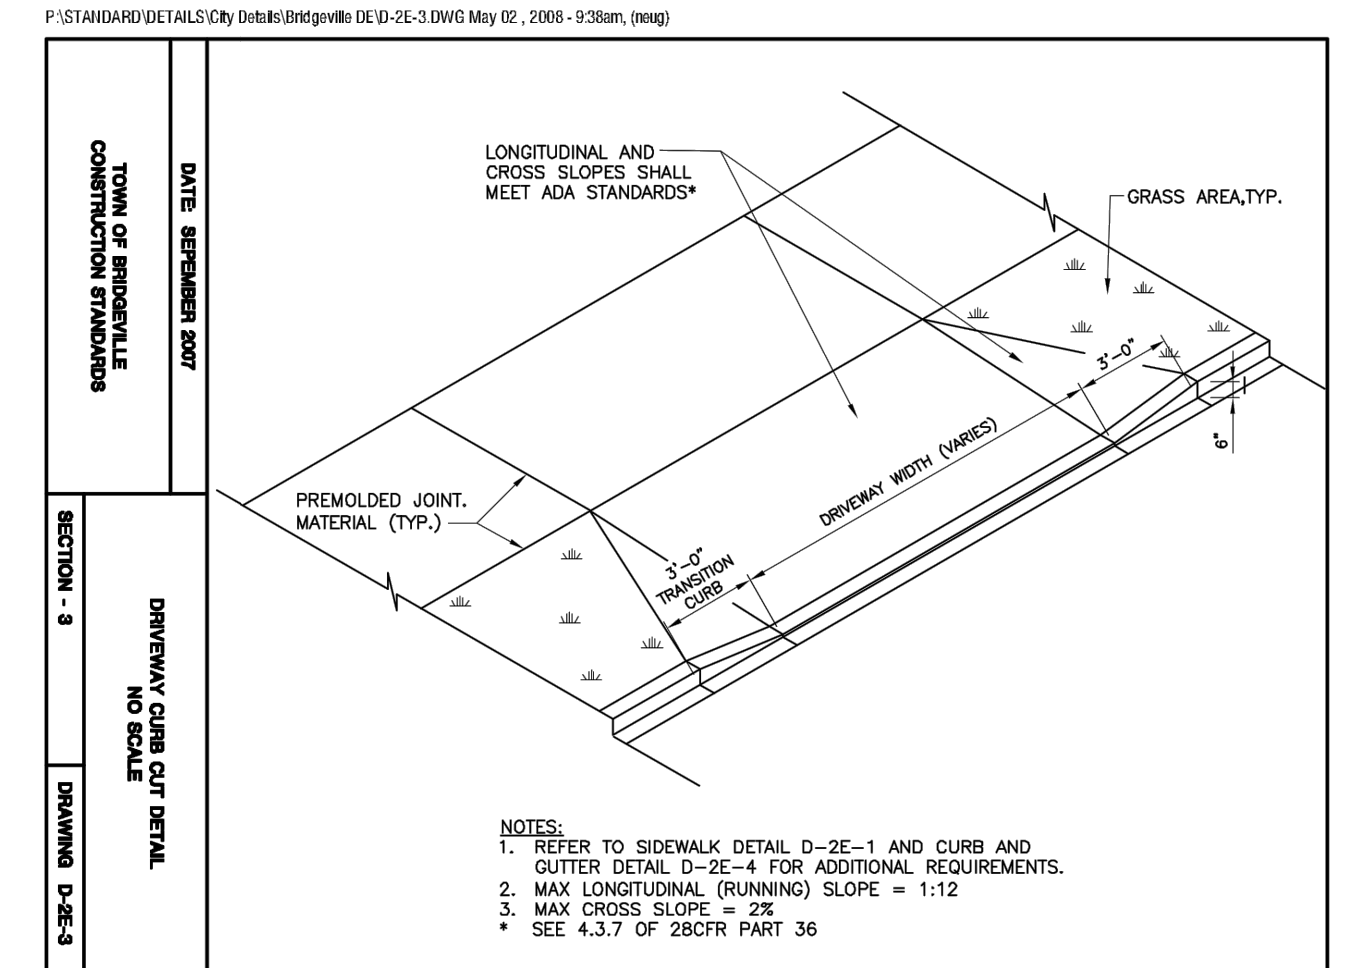 P:\STANDARD\DETAILS\City Details\Bridgeville DE\D-2E-3.DWG May 02 , 2008 - 9:38am, (neug)
TOWN OF BRIDGEVILLE
CONSTRUCTION STANDARDS
DATE: SEPEMBER 2007
SECTION - 3
DRIVEWAY CURB CUT DETAIL
NO SCALE
DRAWING D-2E-3
LONGITUDINAL AND
CROSS SLOPES SHALL
MEET ADA STANDARDS*
GRASS AREA,TYP.
3'-0"
6"
DRIVEWAY WIDTH (VARIES)
PREMOLDED JOINT.
MATERIAL (TYP.)
3'-0"
TRANSITION
CURB
NOTES:
1. REFER TO SIDEWALK DETAIL D-2E-1 AND CURB AND
GUTTER DETAIL D-2E-4 FOR ADDITIONAL REQUIREMENTS.
2. MAX LONGITUDINAL (RUNNING) SLOPE = 1:12
3. MAX CROSS SLOPE = 2%
* SEE 4.3.7 OF 28CFR PART 36